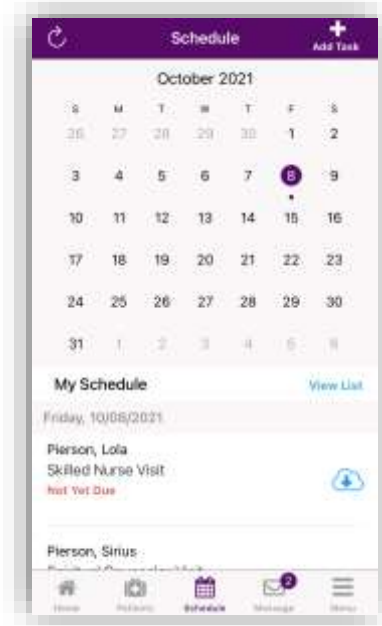 Schedule
Add Task
October 2021
S M T W T F S
26 27 28 29 30 1 2
3 4 5 6 7 8 9
10 11 12 13 14 15 16
17 18 19 20 21 22 23
24 25 26 27 28 29 30
31 1 2 3 4 5 6
My Schedule View List
Friday, 10/08/2021
Pierson, Lola
Skilled Nurse Visit
Not Yet Due
Pierson, Sirius
2
Home Patients Schedule Message Menu